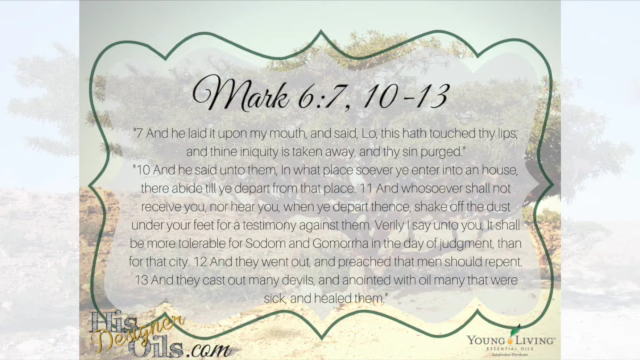 Mark 6:7, 10-13
"7 And he laid it upon my mouth, and said, Lo, this hath touched thy lips;
and thine iniquity is taken away, and thy sin purged."
"10 And he said unto them, In what place soever ye enter into an house,
there abide till ye depart from that place. 11 And whosoever shall not
receive you, nor hear you, when ye depart thence, shake off the dust
under your feet for a testimony against them. Verily I say unto you, It shall
be more tolerable for Sodom and Gomorrha in the day of judgment, than
for that city. 12 And they went out, and preached that men should repent.
13 And they cast out many devils, and anointed with oil many that were
sick, and healed them."
His
Designer
Oils.com
YOUNG LIVING
ESSENTIAL OILS